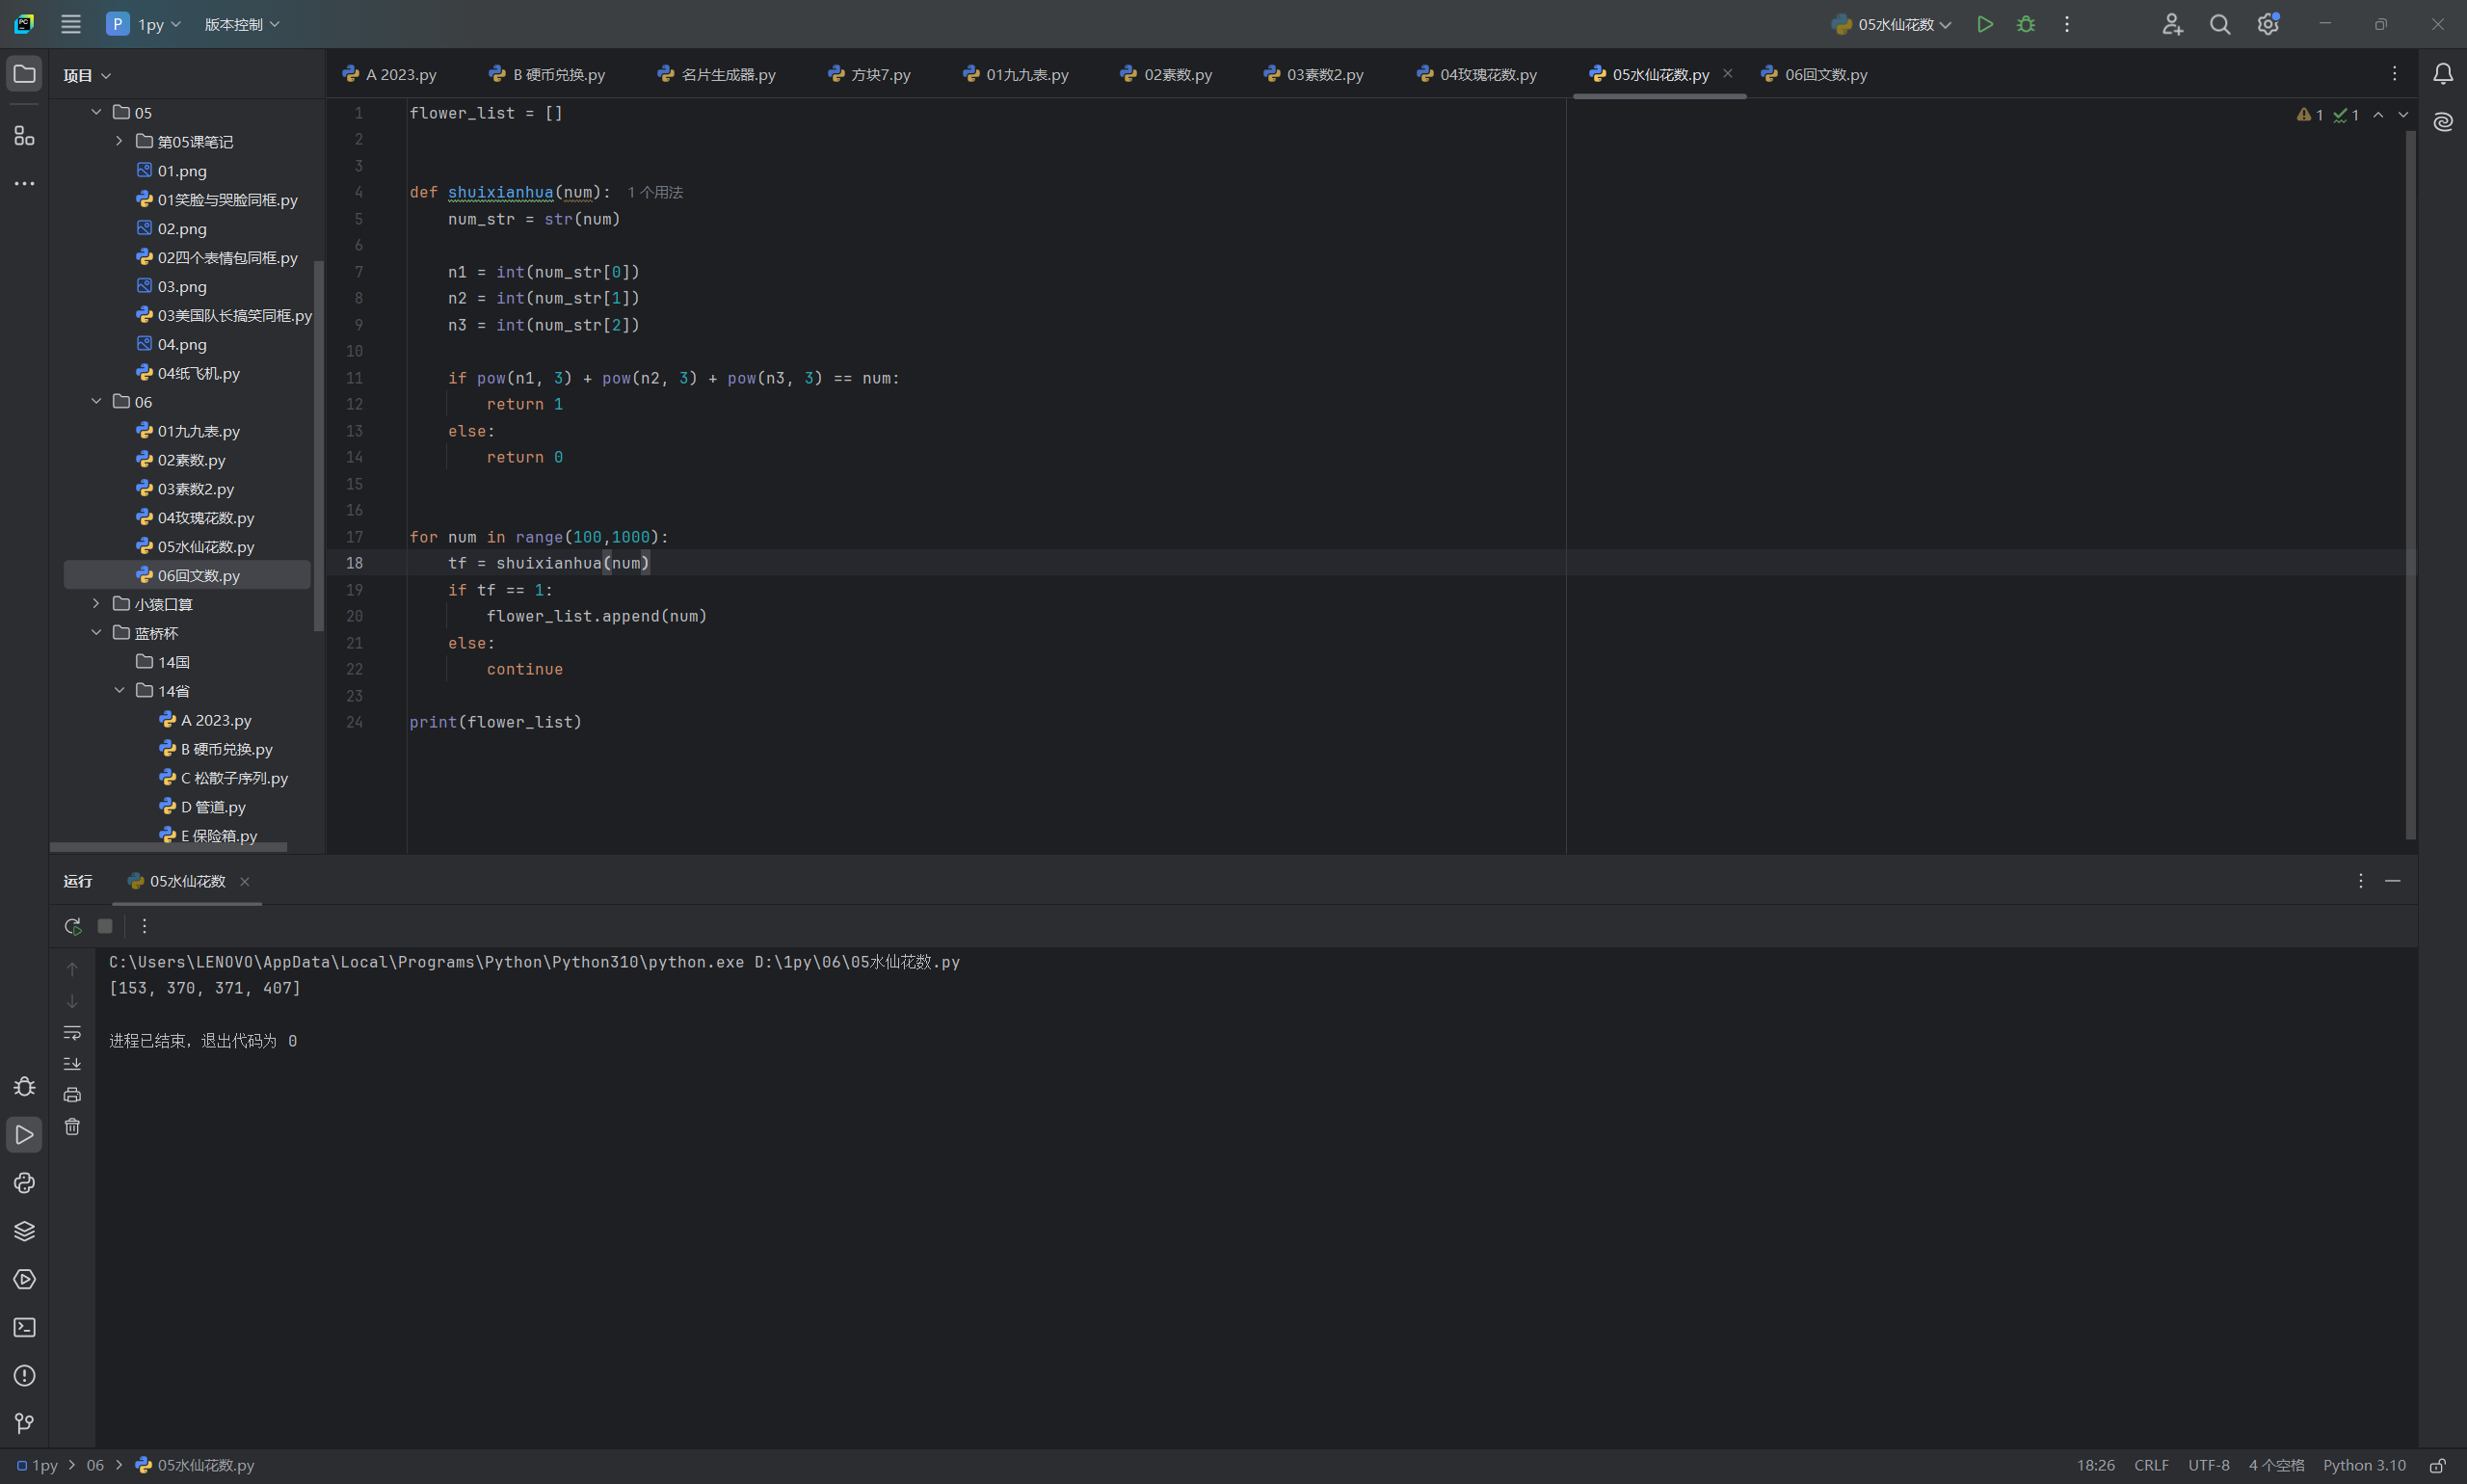 PC
P 1py 版本控制 05水仙花数
项目
A 2023.py B 硬币兑换.py 名片生成器.py 方块7.py 01九九表.py 02素数.py 03素数2.py 04玫瑰花数.py 05水仙花数.py 06回文数.py
05
第05课笔记
01.png
01笑脸与哭脸同框.py
02.png
02四个表情包同框.py
03.png
03美国队长搞笑同框.py
04.png
04纸飞机.py
06
01九九表.py
02素数.py
03素数2.py
04玫瑰花数.py
05水仙花数.py
06回文数.py
小猿口算
蓝桥杯
14国
14省
A 2023.py
B 硬币兑换.py
C 松散子序列.py
D 管道.py
E 保险箱.py
1 1
1 flower_list = []
2
3
4 def shuixianhua(num): 1 个用法
5     num_str = str(num)
6
7     n1 = int(num_str[0])
8     n2 = int(num_str[1])
9     n3 = int(num_str[2])
10
11     if pow(n1, 3) + pow(n2, 3) + pow(n3, 3) == num:
12         return 1
13     else:
14         return 0
15
16
17 for num in range(100,1000):
18     tf = shuixianhua(num)
19     if tf == 1:
20         flower_list.append(num)
21     else:
22         continue
23
24 print(flower_list)
运行 05水仙花数
C:\Users\LENOVO\AppData\Local\Programs\Python\Python310\python.exe D:\1py\06\05水仙花数.py
[153, 370, 371, 407]
进程已结束，退出代码为 0
1py 06 05水仙花数.py 18:26 CRLF UTF-8 4 个空格 Python 3.10